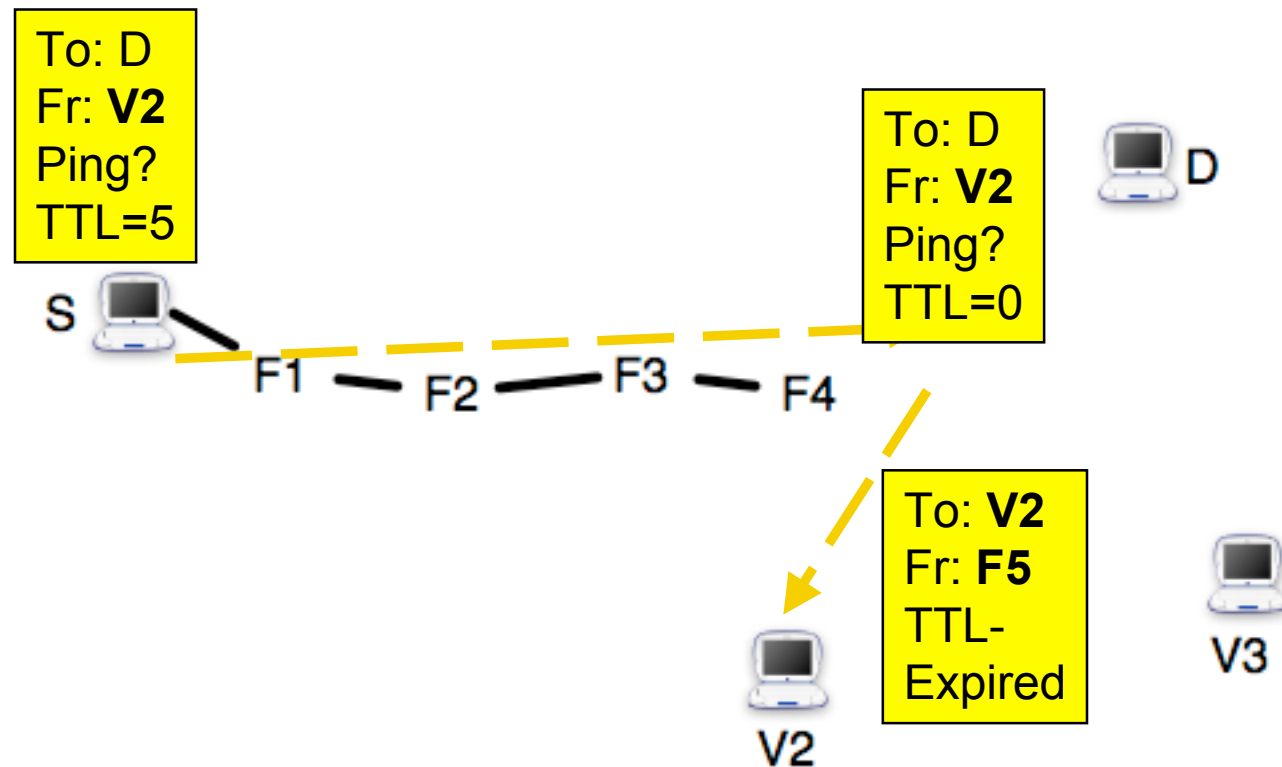 To: D
Fr: V2
Ping?
TTL=5
To: D
Fr: V2
Ping?
TTL=0
D
S
F1
F2
F3
F4
To: V2
Fr: F5
TTL-
Expired
V3
V2